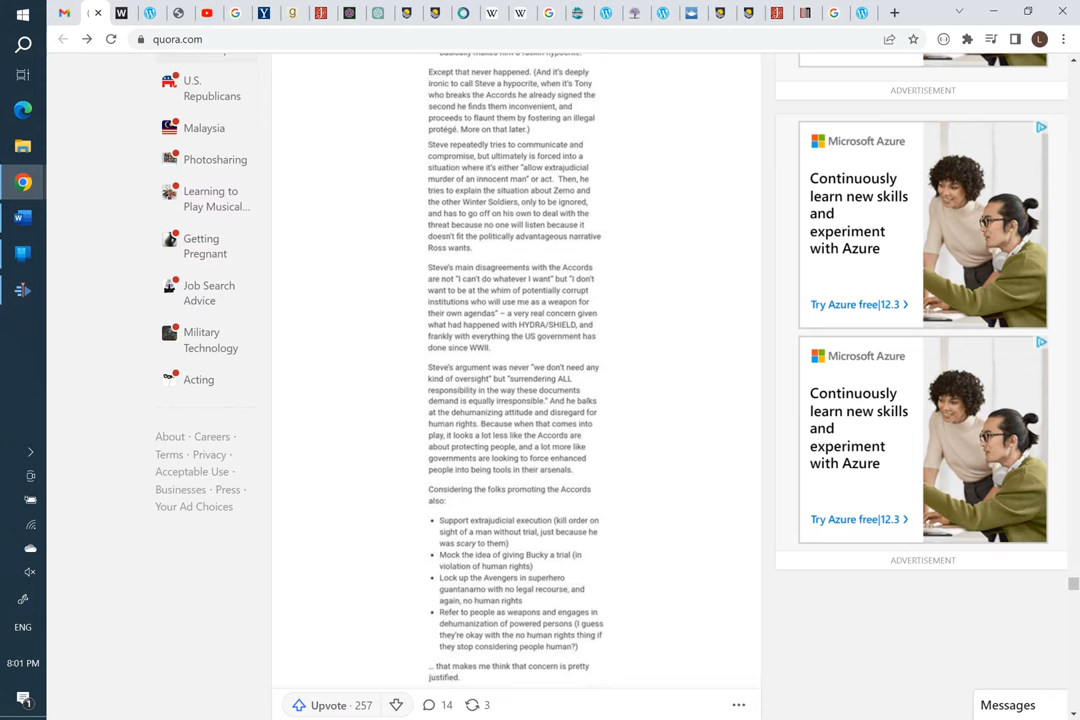 quora.com
U.S.
Republicans
Malaysia
Photosharing
Learning to
Play Musical...
Getting
Pregnant
Job Search
Advice
Military
Technology
Acting
About · Careers ·
Terms · Privacy ·
Acceptable Use ·
Businesses · Press ·
Your Ad Choices
ENG
8:01 PM
Except that never happened. (And it's deeply
ironic to call Steve a hypocrite, when it's Tony
who breaks the Accords he already signed the
second he finds them inconvenient, and
proceeds to flaunt them by fostering an illegal
protégé. More on that later.)
Steve repeatedly tries to communicate and
compromise, but ultimately is forced into a
situation where it's either "allow extrajudicial
murder of an innocent man" or act. Then, he
tries to explain the situation about Zemo and
the other Winter Soldiers, only to be ignored,
and has to go off on his own to deal with the
threat because no one will listen because it
doesn't fit the politically advantageous narrative
Ross wants.
Steve's main disagreements with the Accords
are not "I can't do whatever I want" but "I don't
want to be at the whim of potentially corrupt
institutions who will use me as a weapon for
their own agendas" – a very real concern given
what had happened with HYDRA/SHIELD, and
frankly with everything the US government has
done since WWII.
Steve's argument was never "we don't need any
kind of oversight" but "surrendering ALL
responsibility in the way these documents
demand is equally irresponsible." And he balks
at the dehumanizing attitude and disregard for
human rights. Because when that comes into
play, it looks a lot less like the Accords are
about protecting people, and a lot more like
governments are looking to force enhanced
people into being tools in their arsenals.
Considering the folks promoting the Accords
also:
• Support extrajudicial execution (kill order on
sight of a man without trial, just because he
was scary to them)
• Mock the idea of giving Bucky a trial (in
violation of human rights)
• Lock up the Avengers in superhero
guantanamo with no legal recourse, and
again, no human rights
• Refer to people as weapons and engages in
dehumanization of powered persons (I guess
they're okay with the no human rights thing if
they stop considering people human?)
... that makes me think that concern is pretty
justified.
Upvote · 257
14
3
ADVERTISEMENT
Microsoft Azure
Continuously
learn new skills
and
experiment
with Azure
Try Azure free|12.3 >
Microsoft Azure
Continuously
learn new skills
and
experiment
with Azure
Try Azure free|12.3 >
ADVERTISEMENT
Messages